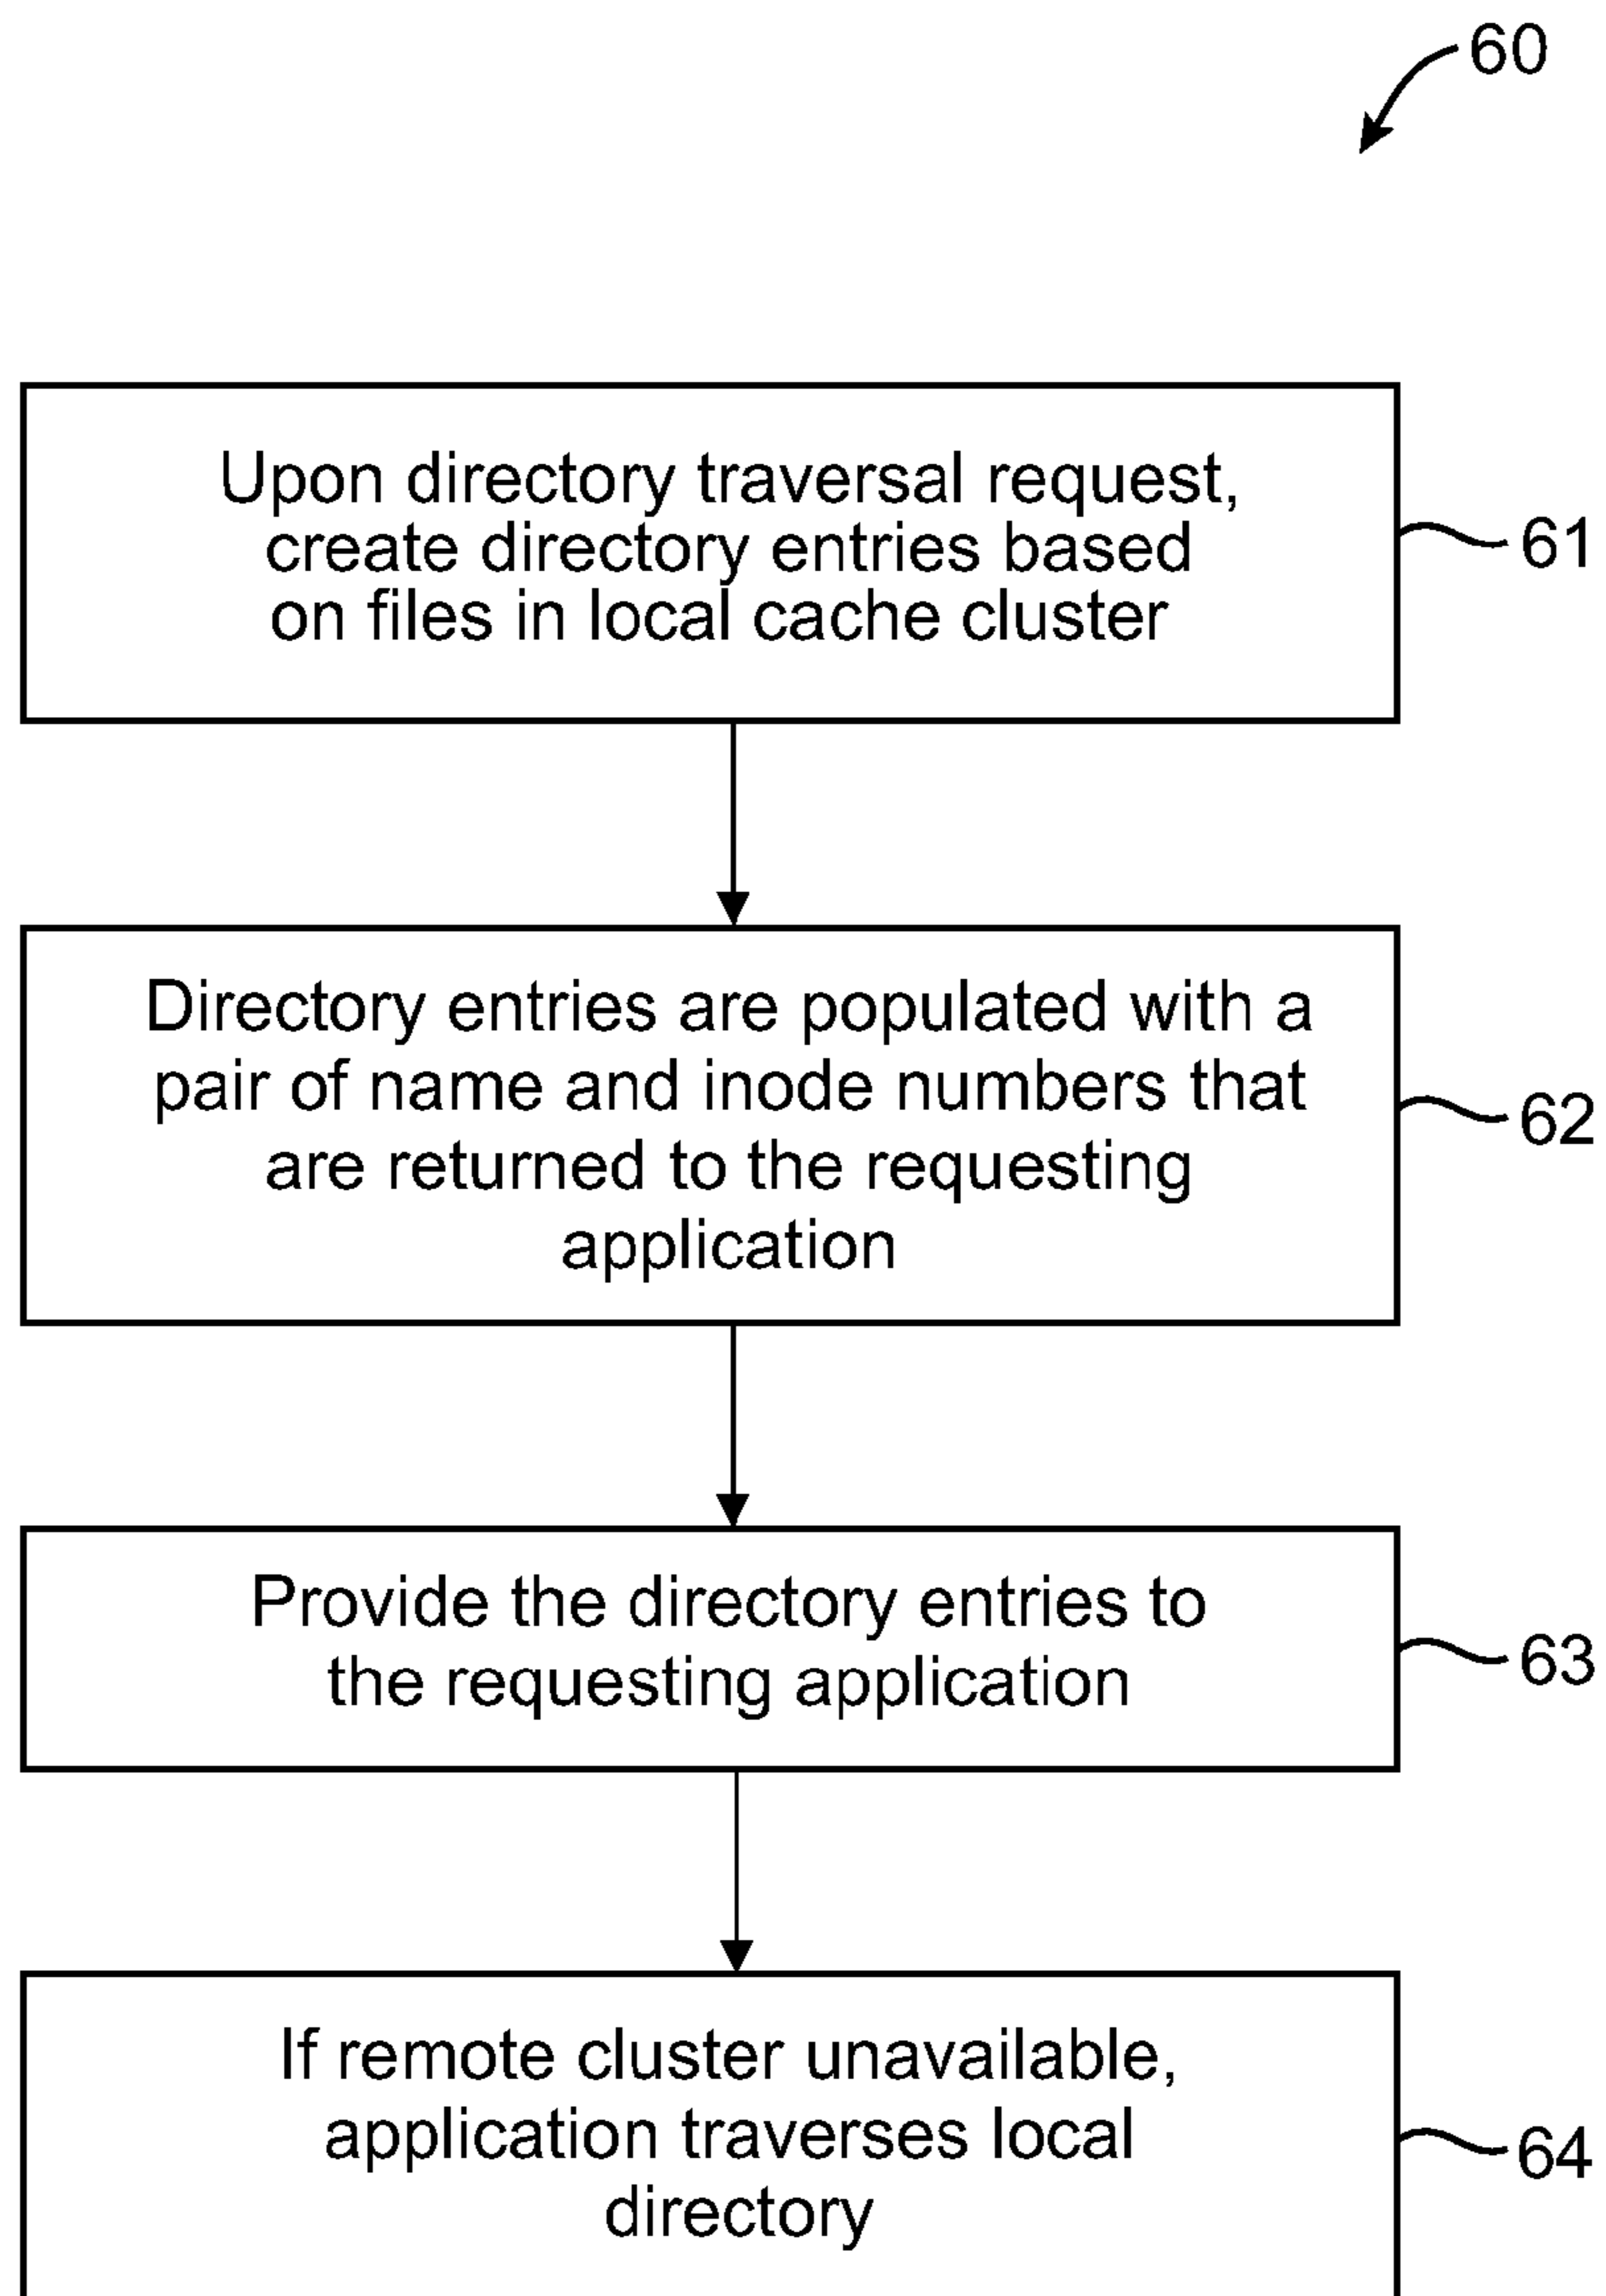 60
Upon directory traversal request,
create directory entries based
on files in local cache cluster
61
Directory entries are populated with a
pair of name and inode numbers that
are returned to the requesting
application
62
Provide the directory entries to
the requesting application
63
If remote cluster unavailable,
application traverses local
directory
64